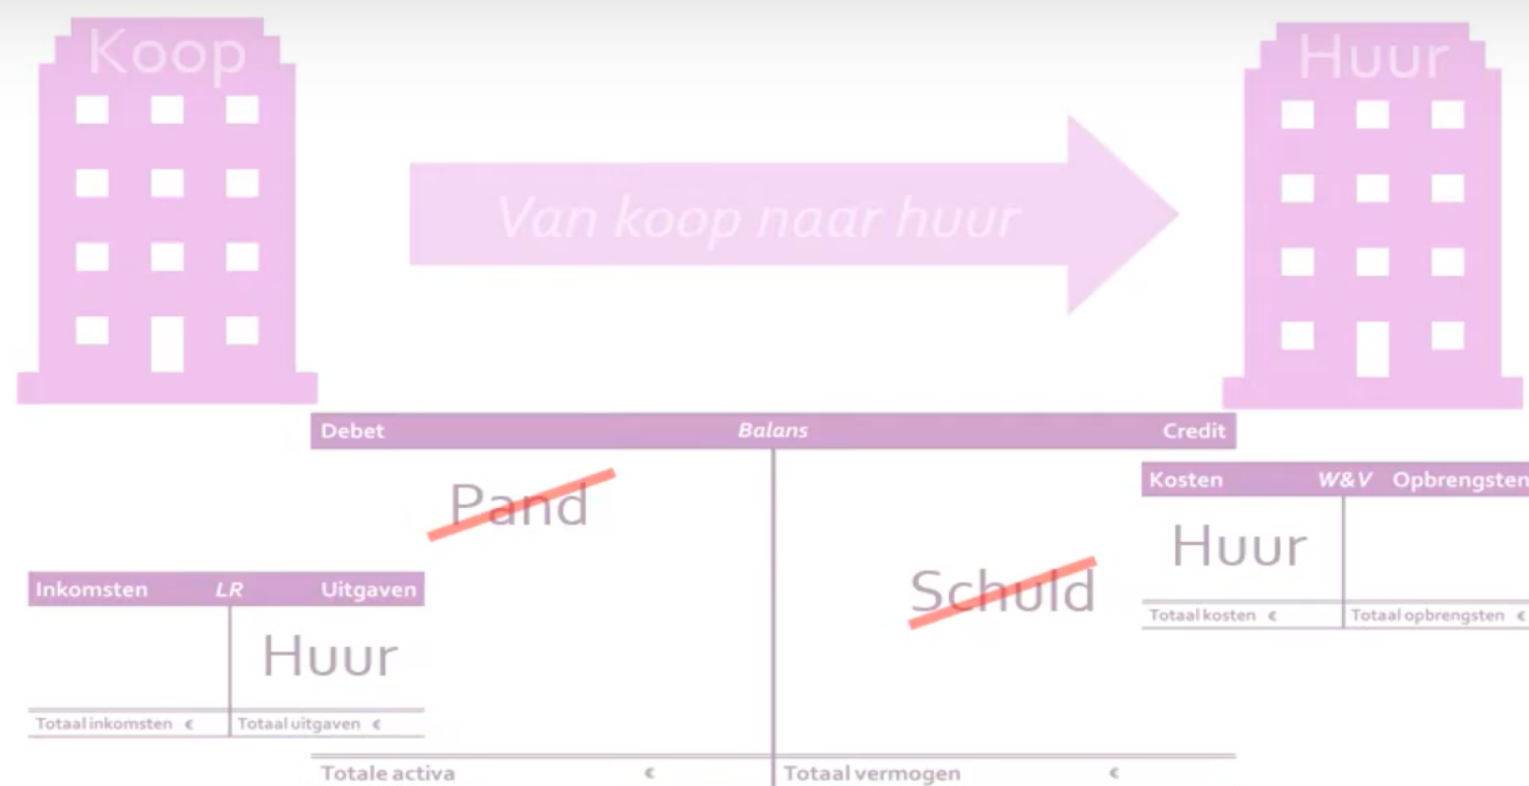 Koop
Huur
Van koop naar huur
Debet Balans Credit
Pand
Schuld
Kosten W&V Opbrengsten
Huur
Totaal kosten € Totaal opbrengsten €
Inkomsten LR Uitgaven
Huur
Totaal inkomsten € Totaal uitgaven €
Totale activa € Totaal vermogen €